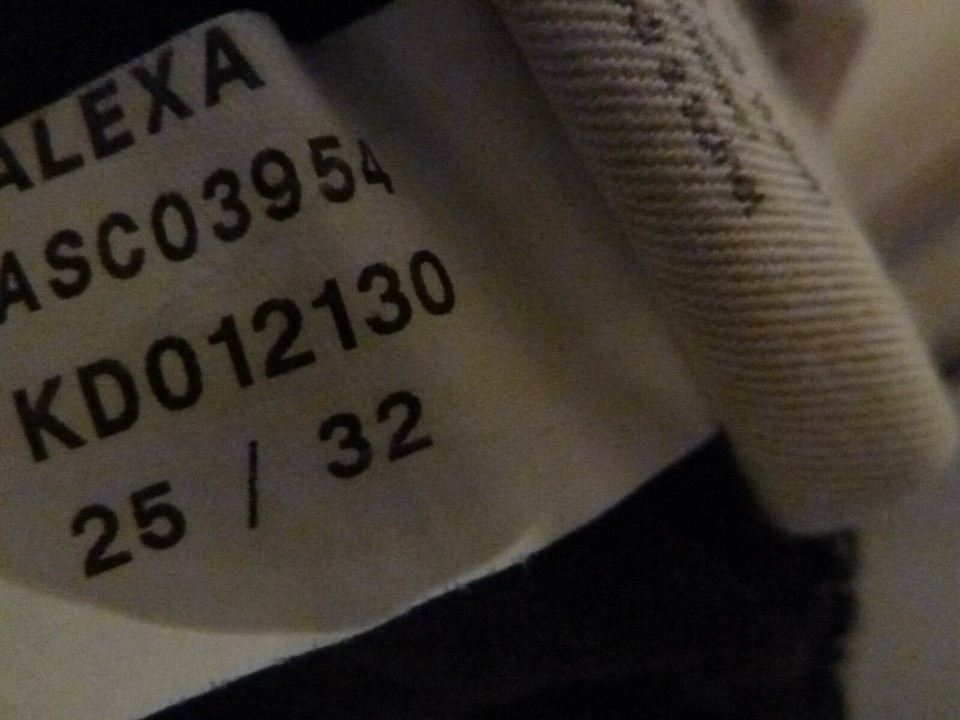 ALEXA
ASC03954
KD012130
25 / 32